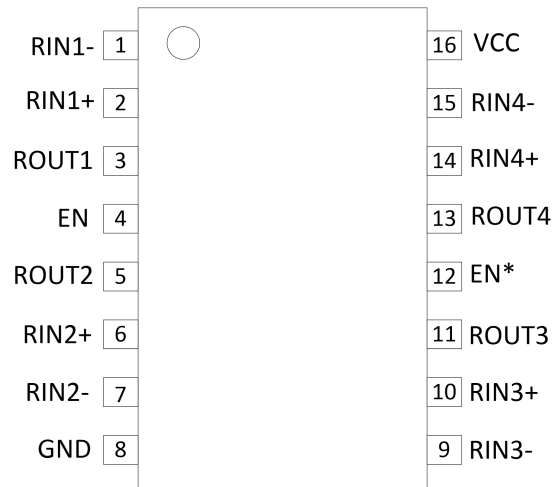 RIN1- 1 16 VCC
RIN1+ 2 15 RIN4-
ROUT1 3 14 RIN4+
EN 4 13 ROUT4
ROUT2 5 12 EN*
RIN2+ 6 11 ROUT3
RIN2- 7 10 RIN3+
GND 8 9 RIN3-